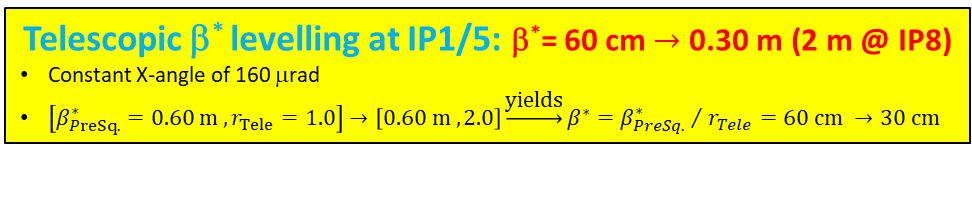 Telescopic β* levelling at IP1/5: β*= 60 cm → 0.30 m (2 m @ IP8)
• Constant X-angle of 160 μrad
• [β*PreSq. = 0.60 m , rTele = 1.0] → [0.60 m , 2.0] yields→ β* = β*PreSq. / rTele = 60 cm → 30 cm